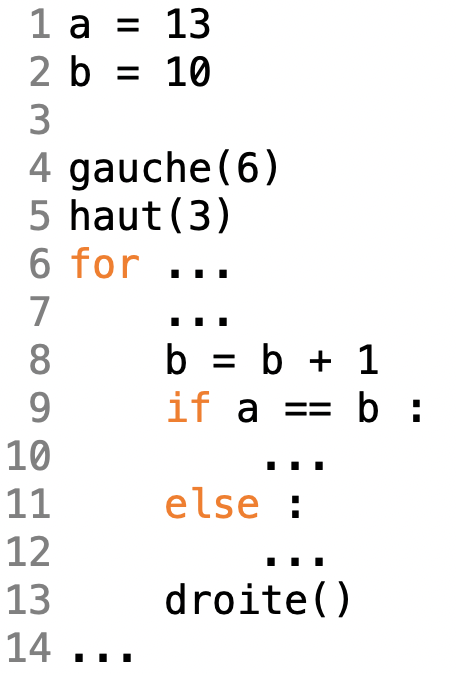 1 a = 13
2 b = 10
3
4 gauche(6)
5 haut(3)
6 for ...
7     ...
8     b = b + 1
9     if a == b :
10         ...
11     else :
12         ...
13     droite()
14 ...